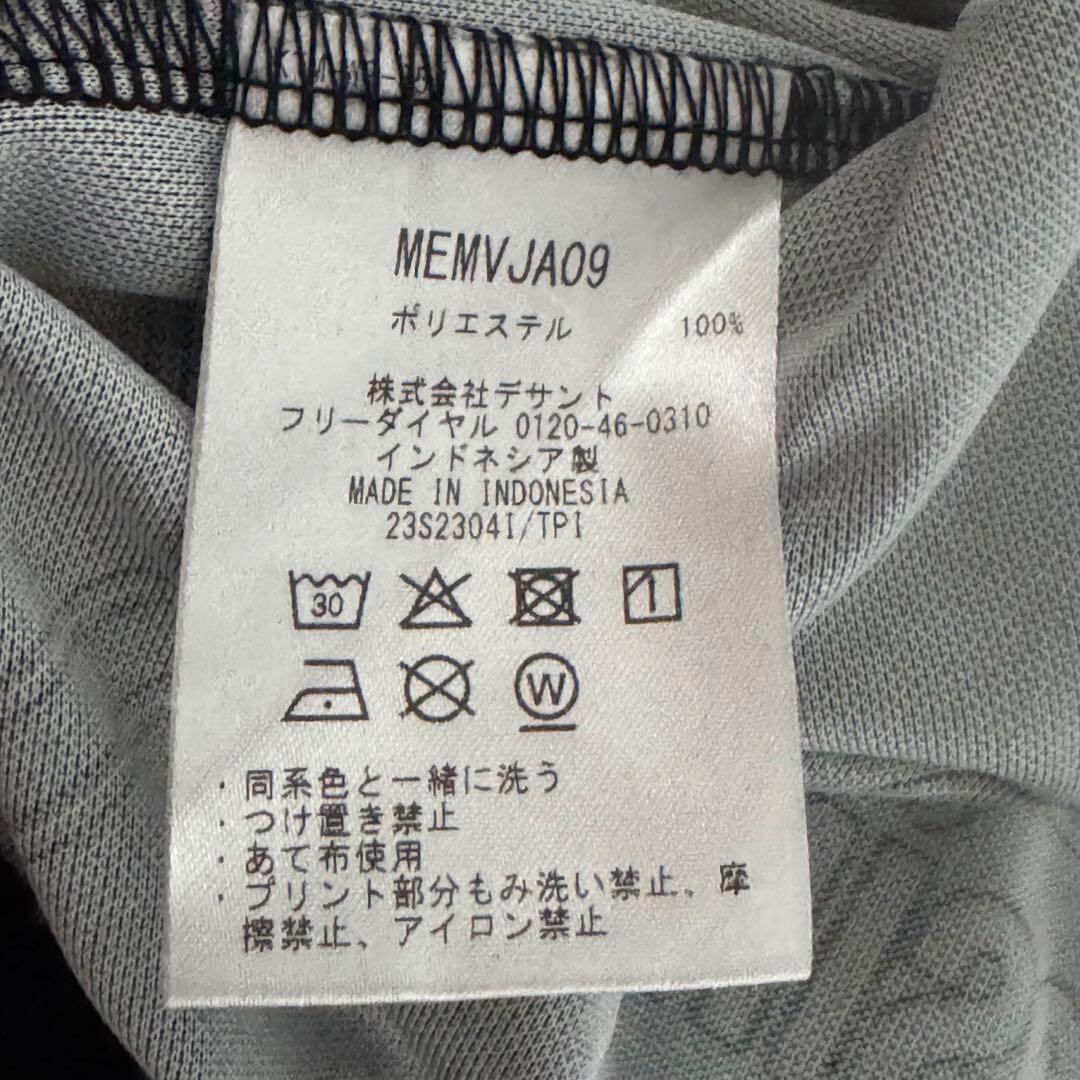 MEMVJA09
ポリエステル 100%
株式会社デサント
フリーダイヤル 0120-46-0310
インドネシア製
MADE IN INDONESIA
23S2304I/TPI
30
1
W
・同系色と一緒に洗う
・つけ置き禁止
・あて布使用
・プリント部分もみ洗い禁止、摩
擦禁止、アイロン禁止